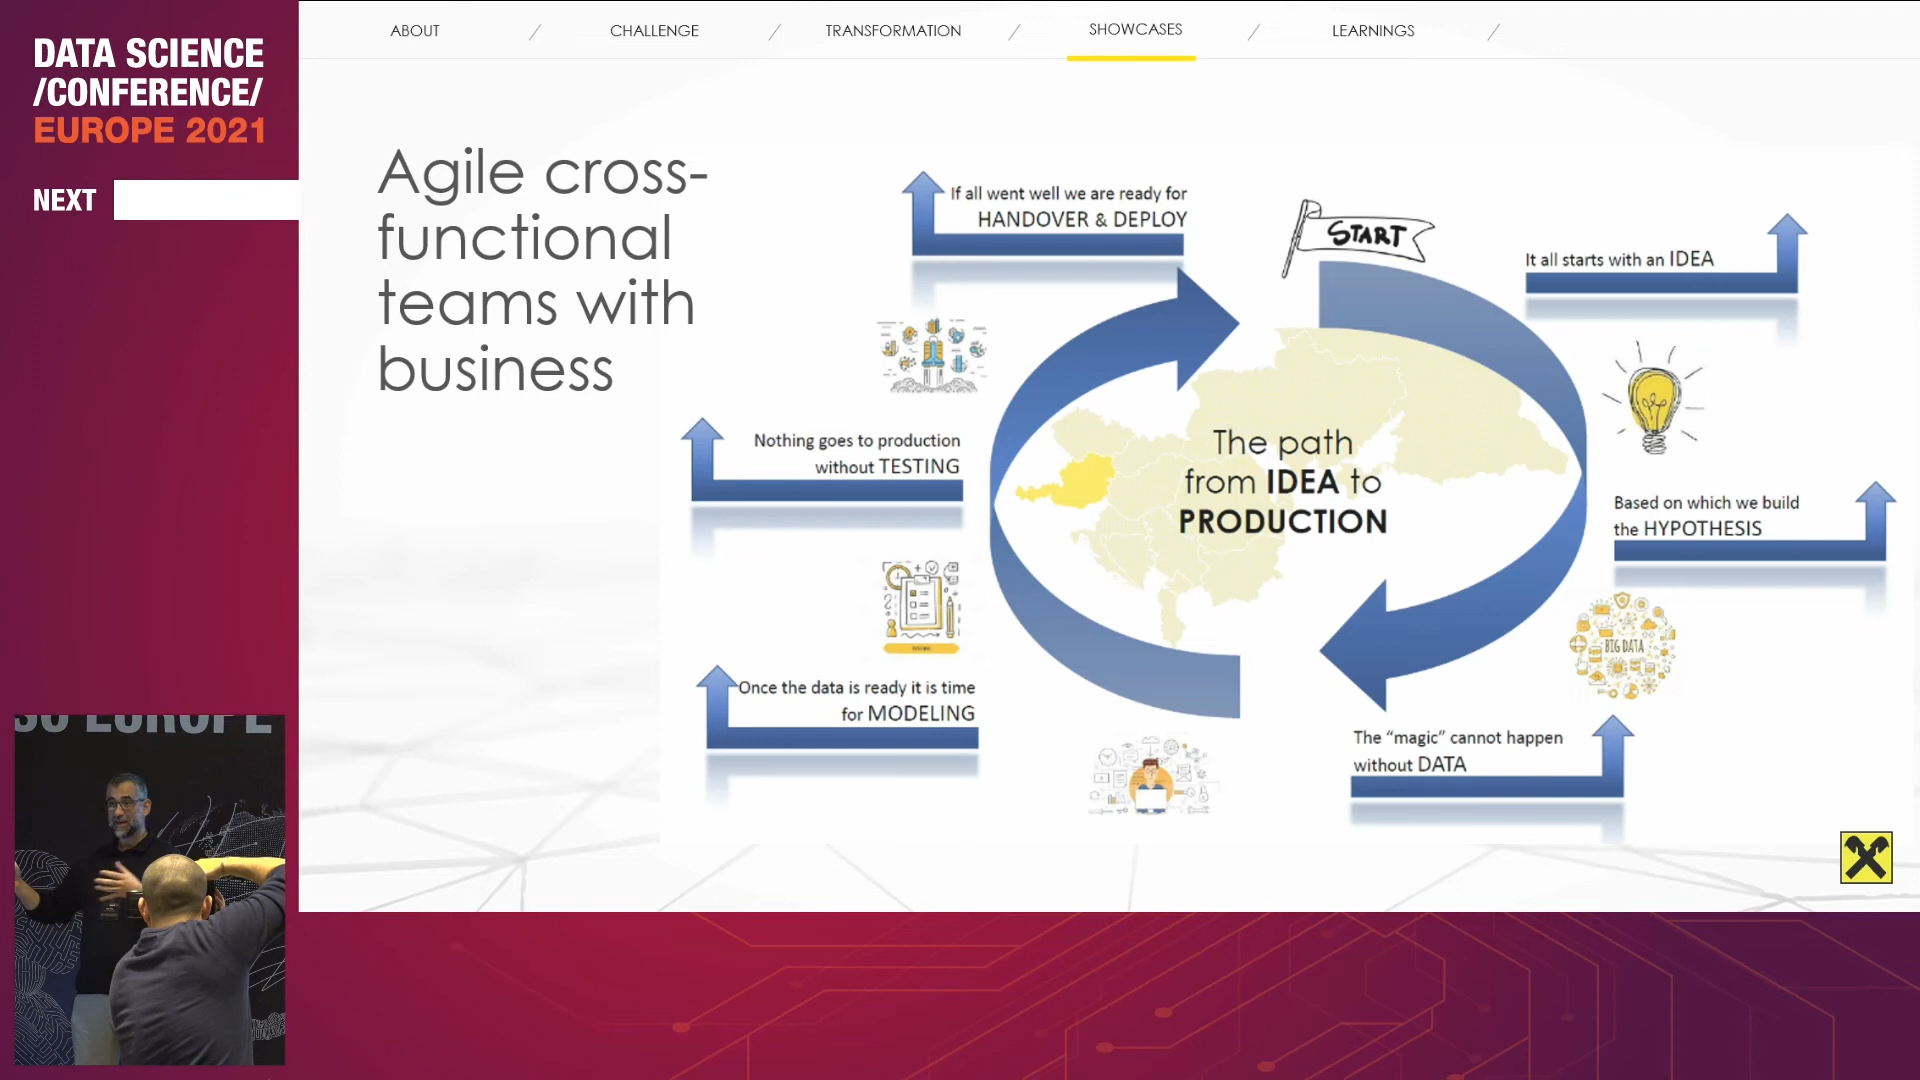 DATA SCIENCE
/CONFERENCE/
EUROPE 2021
NEXT
ABOUT / CHALLENGE / TRANSFORMATION / SHOWCASES / LEARNINGS /
Agile cross-
functional
teams with
business
If all went well we are ready for
HANDOVER & DEPLOY
START
It all starts with an IDEA
Nothing goes to production
without TESTING
The path
from IDEA to
PRODUCTION
Based on which we build
the HYPOTHESIS
BIG DATA
Once the data is ready it is time
for MODELING
The “magic” cannot happen
without DATA
EUROPE